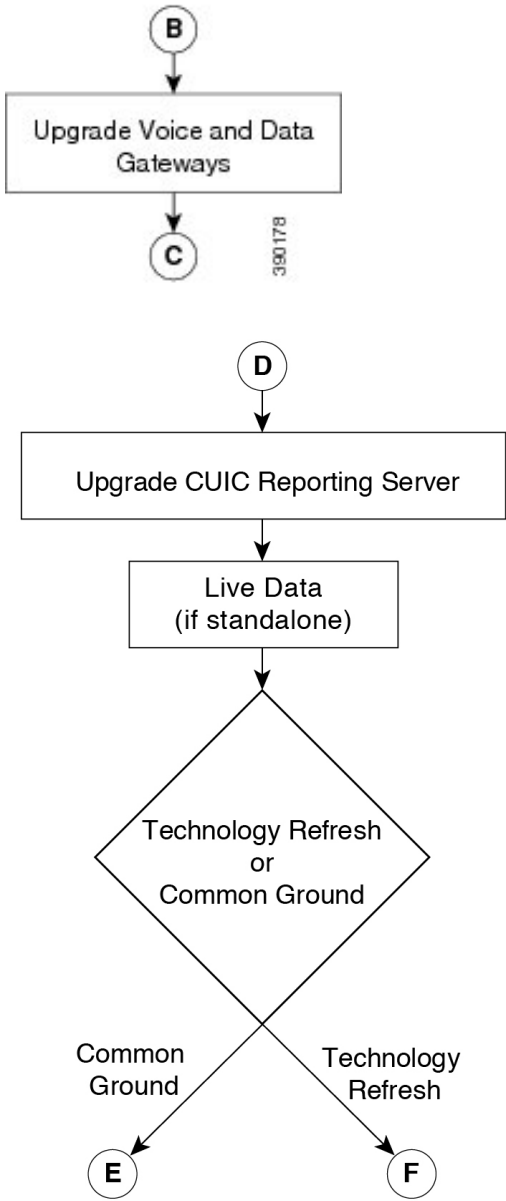 B
Upgrade Voice and Data
Gateways
C
390178
D
Upgrade CUIC Reporting Server
Live Data
(if standalone)
Technology Refresh
or
Common Ground
Common
Ground
Technology
Refresh
E
F